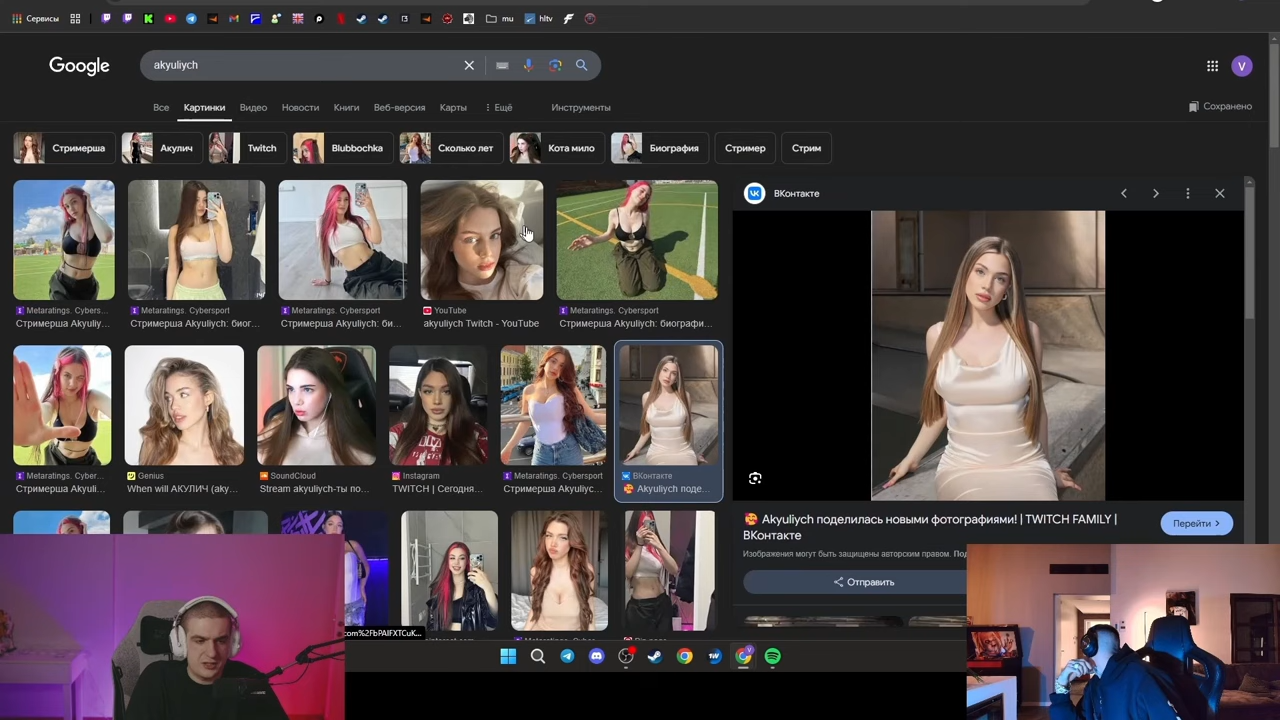 Сервисы
mu
hltv
Google
akyuliych
V
Все
Картинки
Видео
Новости
Книги
Веб-версия
Карты
Ещё
Инструменты
Сохранено
Стримерша
Акулич
Twitch
Blubbochka
Сколько лет
Кота мило
Биография
Стример
Стрим
ВКонтакте
Metaratings. Cybers...
Стримерша Akyuliy...
Metaratings. Cybersport
Стримерша Akyuliych: биог...
Metaratings. Cybersport
Стримерша Akyuliych: би...
YouTube
akyuliych Twitch - YouTube
Metaratings. Cybersport
Стримерша Akyuliych: биографи...
Metaratings. Cyber...
Стримерша Akyuli...
Genius
When will АКУЛИЧ (aky...
SoundCloud
Stream akyuliych-ты по...
Instagram
TWITCH | Сегодня...
Metaratings. Cybersport
Стримерша Akyuliyc...
ВКонтакте
Akyuliych поде...
Akyuliych поделилась новыми фотографиями! | TWITCH FAMILY |
ВКонтакте
Перейти
Изображения могут быть защищены авторским правом.
Отправить